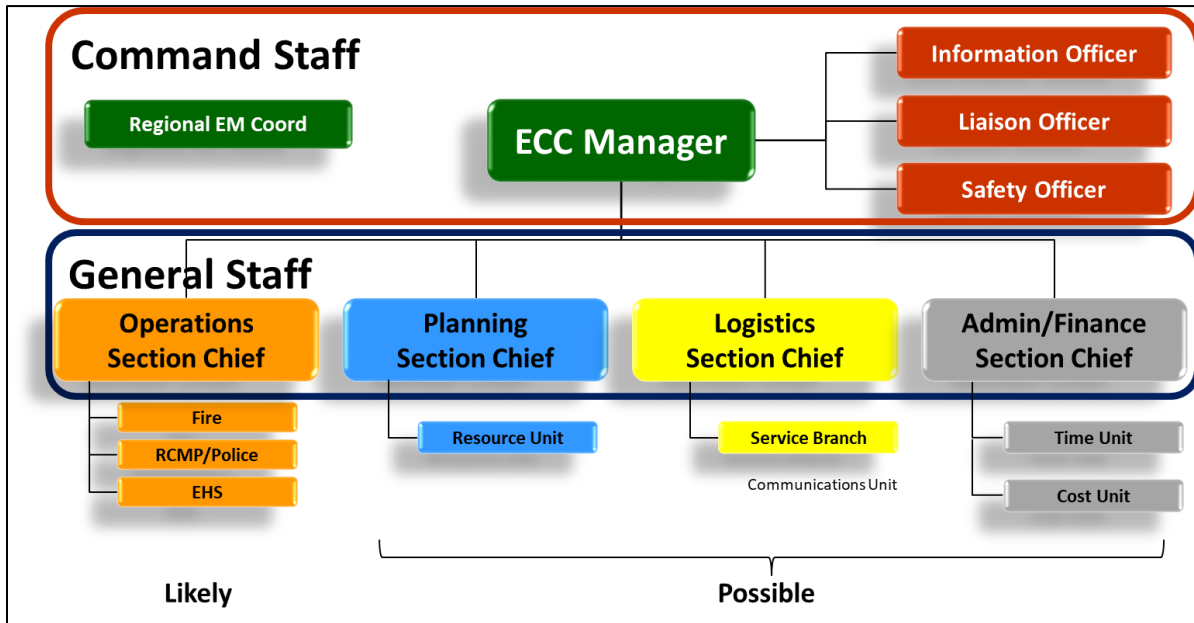 Command Staff
Regional EM Coord
ECC Manager
Information Officer
Liaison Officer
Safety Officer
General Staff
Operations
Section Chief
Planning
Section Chief
Logistics
Section Chief
Admin/Finance
Section Chief
Fire
RCMP/Police
EHS
Resource Unit
Service Branch
Communications Unit
Time Unit
Cost Unit
Likely
Possible